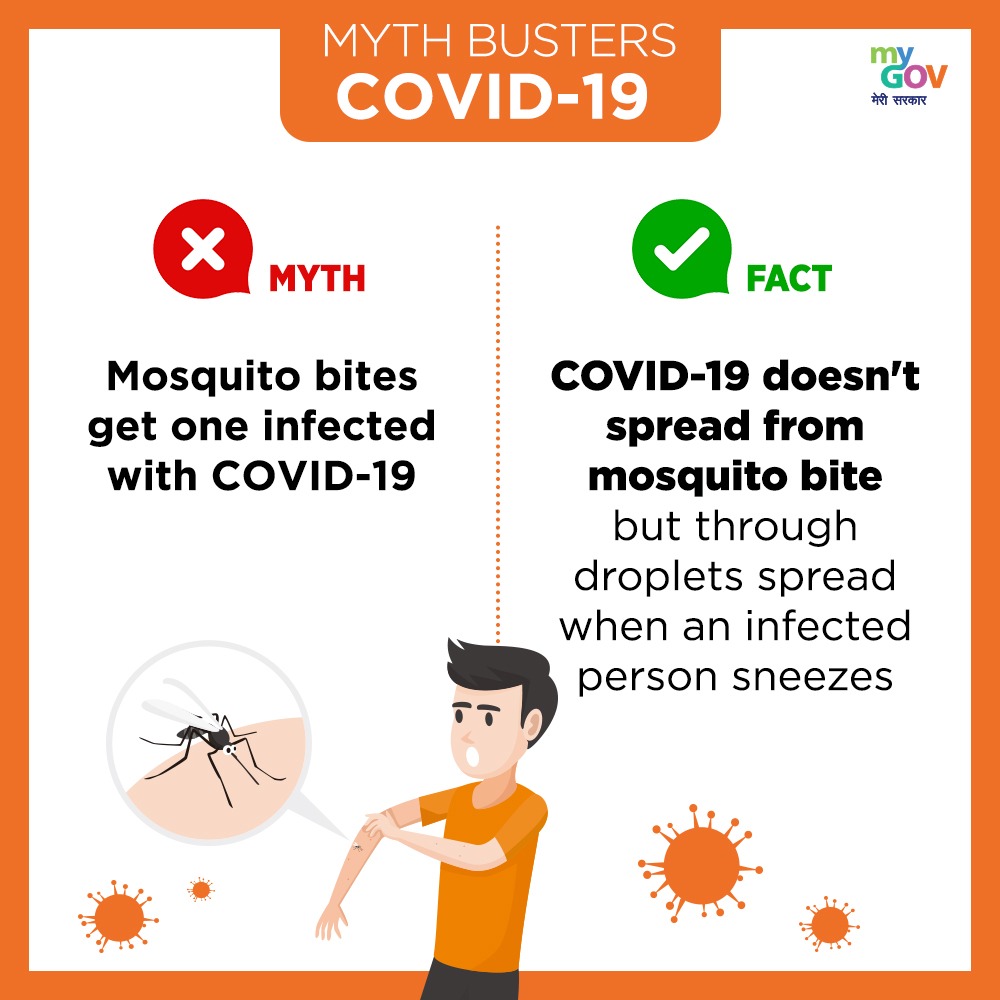 MYTH BUSTERS
COVID-19
my
GOV
मेरी सरकार
MYTH
Mosquito bites
get one infected
with COVID-19
FACT
COVID-19 doesn't
spread from
mosquito bite
but through
droplets spread
when an infected
person sneezes